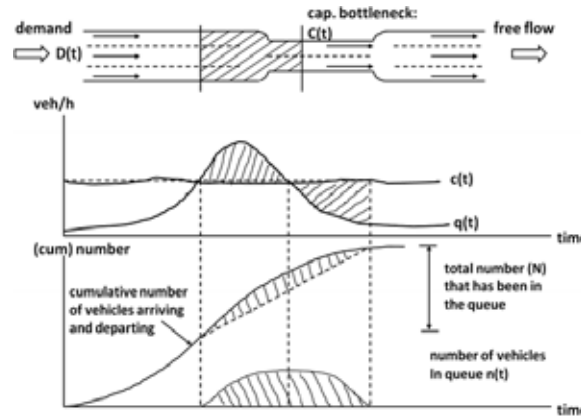 demand
D(t)
cap. bottleneck:
C(t)
free flow
veh/h
c(t)
q(t)
time
(cum) number
cumulative number
of vehicles arriving
and departing
total number (N)
that has been in
the queue
number of vehicles
In queue n(t)
time